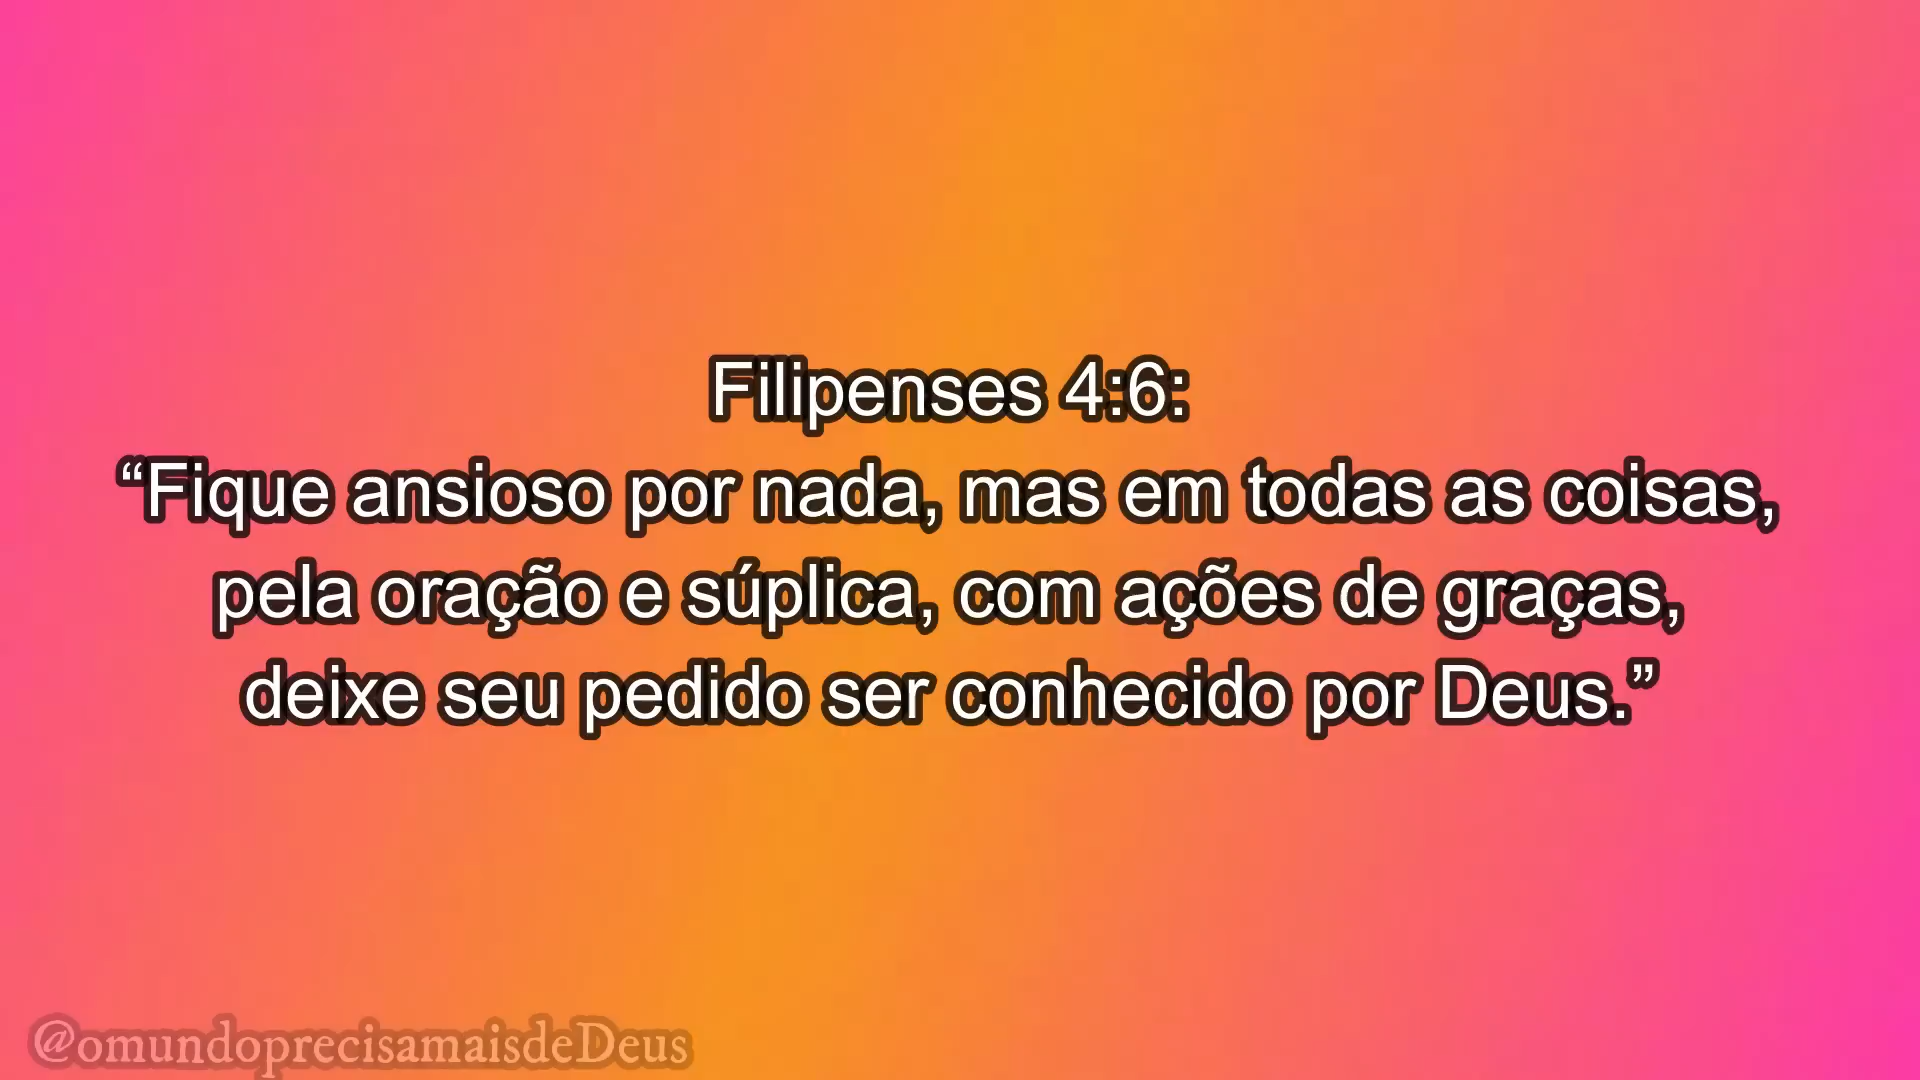 Filipenses 4:6:
“Fique ansioso por nada, mas em todas as coisas,
pela oração e súplica, com ações de graças,
deixe seu pedido ser conhecido por Deus.”
@omundoprecisamaisdeDeus